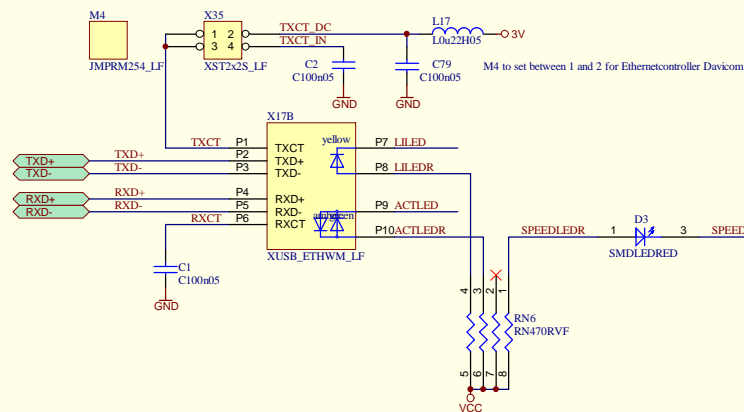 M4
JMPRM254_LF
X35
1 2
3 4
XST2x2S_LF
TXCT_DC
TXCT_IN
L17
L0u22H05
3V
C2
C100n05
GND
C79
C100n05
GND
M4 to set between 1 and 2 for Ethernetcontroller Davicom
X17B
TXCT P1 TXCT
TXD+ TXD+ P2 TXD+
TXD- TXD- P3 TXD-
RXD+ RXD+ P4 RXD+
RXD- RXD- P5 RXD-
RXCT P6 RXCT
yellow
green
P7 LILED
P8 LILEDR
P9 ACTLED
P10 ACTLEDR
XUSB_ETHWM_LF
C1
C100n05
GND
SPEEDLEDR
D3
1 3
SMDLEDRED
SPEED
4 3 2 1
RN6
RN470RVF
5 6 7 8
VCC